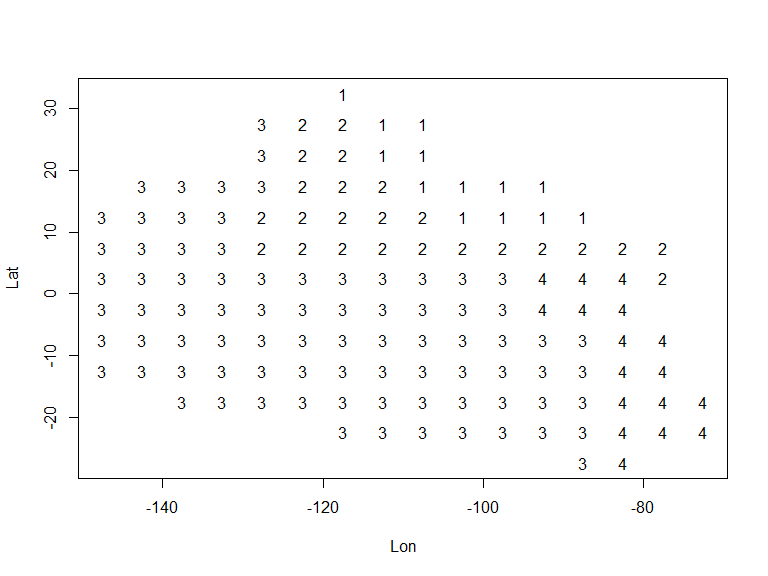 1
3 2 2 1 1
30
3 2 2 1 1
20
3 3 3 3 2 2 2 1 1 1 1
3 3 3 3 2 2 2 2 2 1 1 1 1
10
3 3 3 3 2 2 2 2 2 2 2 2 2 2 2
3 3 3 3 3 3 3 3 3 3 3 4 4 4 2
0
3 3 3 3 3 3 3 3 3 3 3 4 4 4
3 3 3 3 3 3 3 3 3 3 3 3 3 4 4
-10
3 3 3 3 3 3 3 3 3 3 3 3 3 4 4
3 3 3 3 3 3 3 3 3 3 3 4 4 4
-20
3 3 3 3 3 3 3 4 4 4
3 4
-140 -120 -100 -80
Lon
Lat